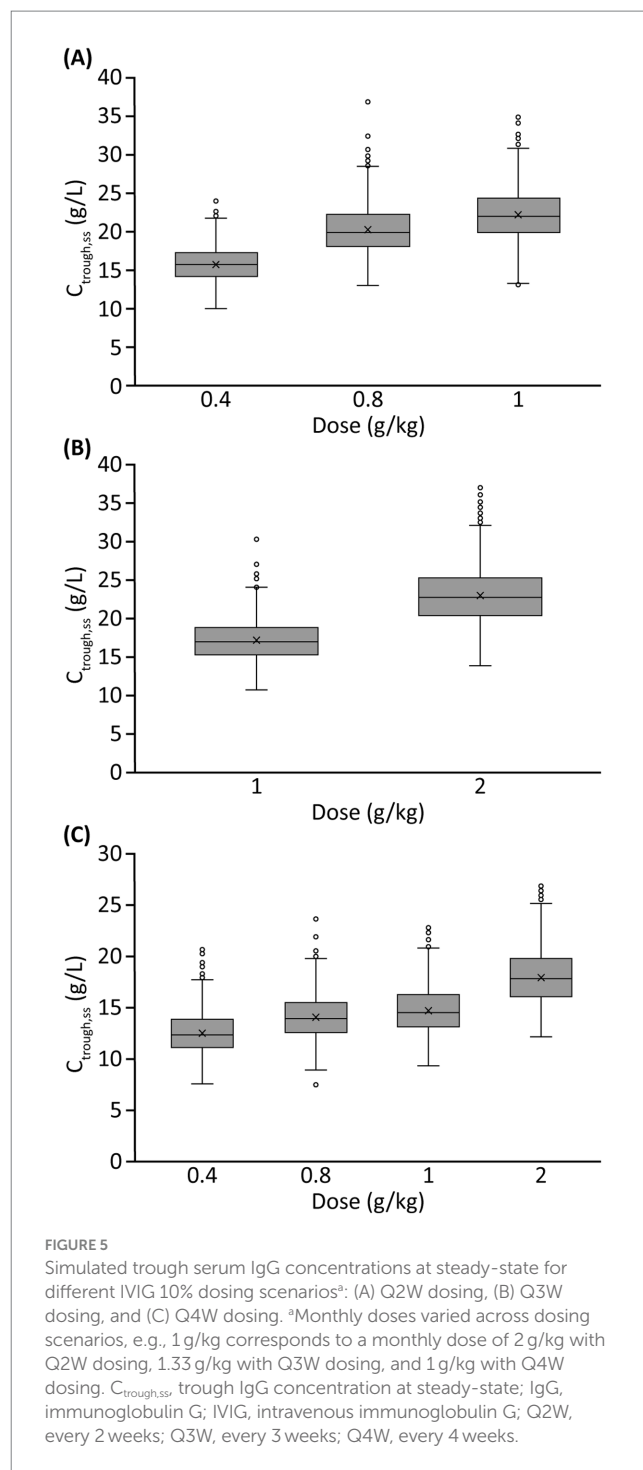 (A)
40
35
30
25
20
15
10
5
0
C trough,ss (g/L)
0.4 0.8 1
Dose (g/kg)
(B)
40
35
30
25
20
15
10
5
0
C trough,ss (g/L)
1 2
Dose (g/kg)
(C)
30
25
20
15
10
5
0
C trough,ss (g/L)
0.4 0.8 1 2
Dose (g/kg)
FIGURE 5
Simulated trough serum IgG concentrations at steady-state for
different IVIG 10% dosing scenariosᵃ: (A) Q2W dosing, (B) Q3W
dosing, and (C) Q4W dosing. ᵃMonthly doses varied across dosing
scenarios, e.g., 1 g/kg corresponds to a monthly dose of 2 g/kg with
Q2W dosing, 1.33 g/kg with Q3W dosing, and 1 g/kg with Q4W
dosing. C trough,ss, trough IgG concentration at steady-state; IgG,
immunoglobulin G; IVIG, intravenous immunoglobulin G; Q2W,
every 2 weeks; Q3W, every 3 weeks; Q4W, every 4 weeks.